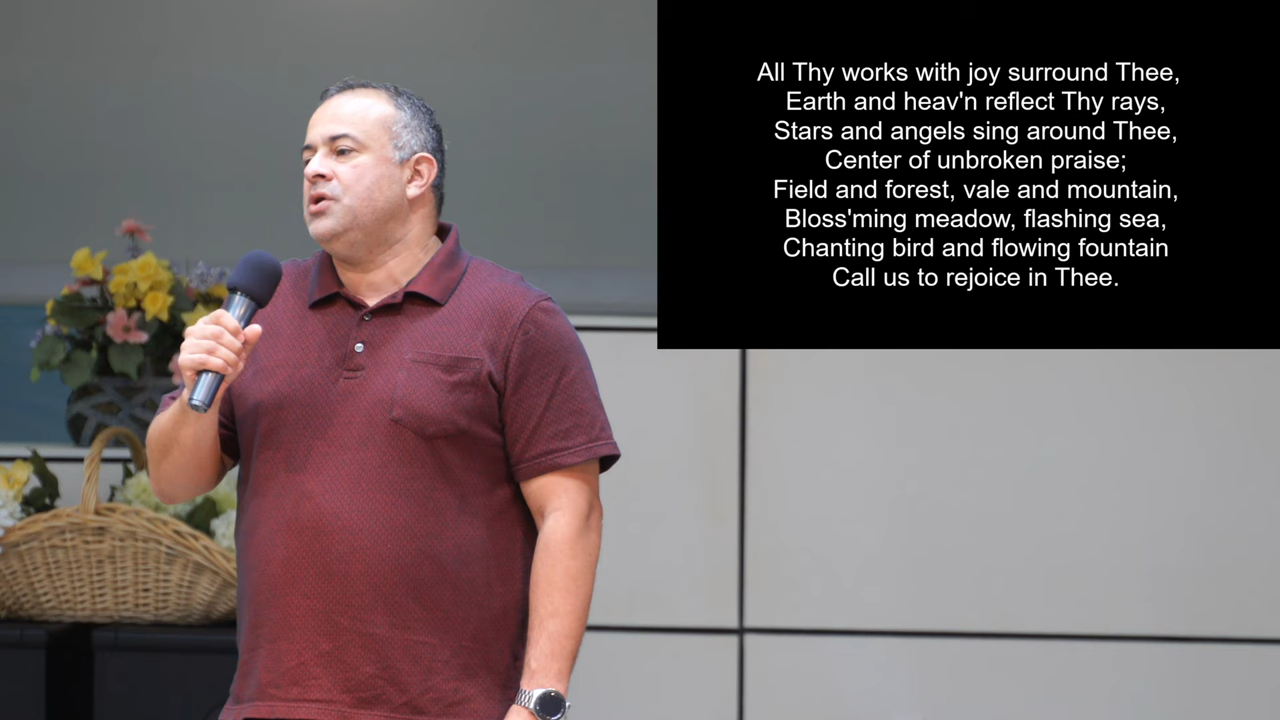 All Thy works with joy surround Thee,
Earth and heav'n reflect Thy rays,
Stars and angels sing around Thee,
Center of unbroken praise;
Field and forest, vale and mountain,
Bloss'ming meadow, flashing sea,
Chanting bird and flowing fountain
Call us to rejoice in Thee.